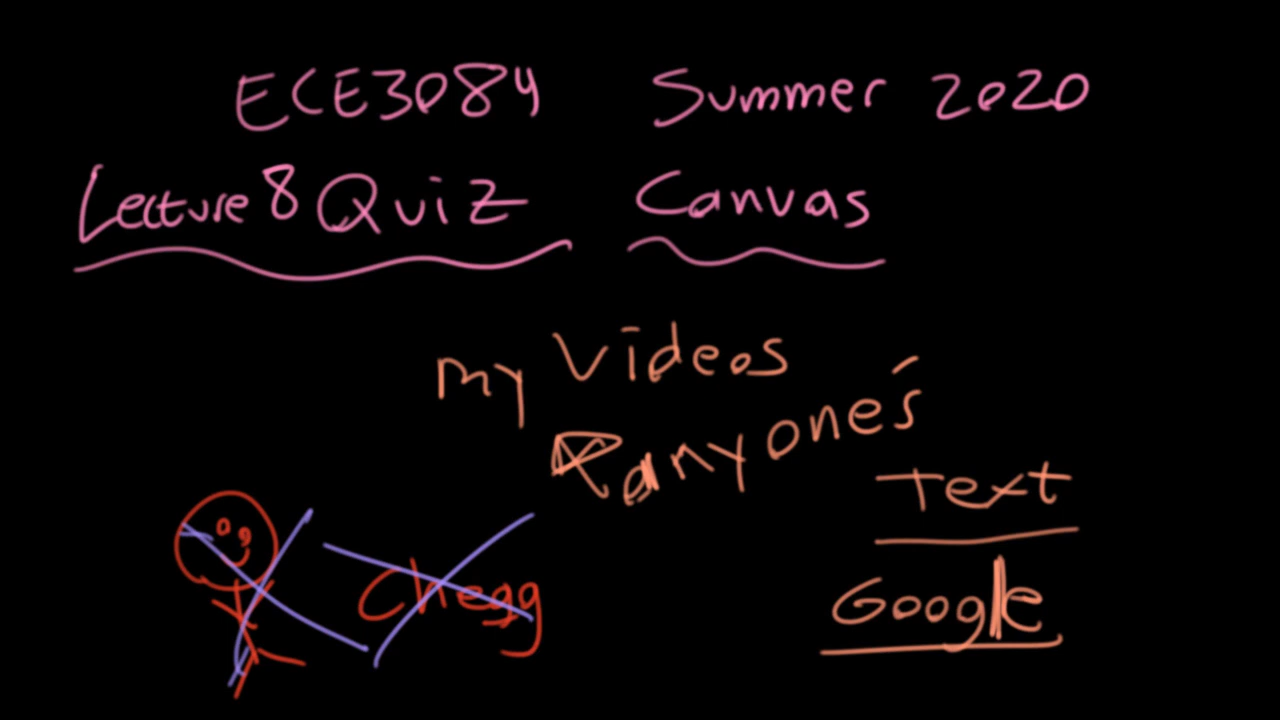 ECE3084 Summer 2020
Lecture 8 Quiz Canvas
my Videos
anyone's
Text
Google
Chegg